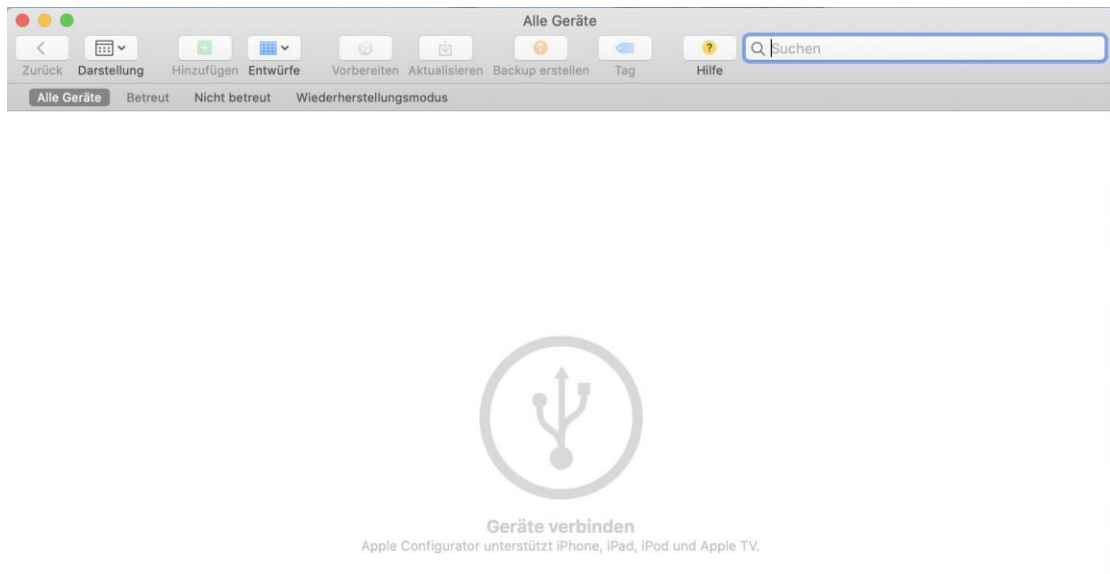 Alle Geräte
Suchen
Zurück Darstellung Hinzufügen Entwürfe Vorbereiten Aktualisieren Backup erstellen Tag Hilfe
Alle Geräte Betreut Nicht betreut Wiederherstellungsmodus
Geräte verbinden
Apple Configurator unterstützt iPhone, iPad, iPod und Apple TV.